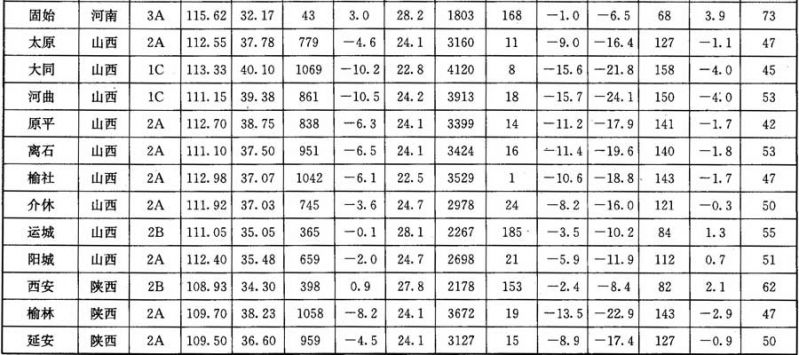 固始 河南 3A 115.62 32.17 43 3.0 28.2 1803 168 −1.0 −6.5 68 3.9 73
太原 山西 2A 112.55 37.78 779 −4.6 24.1 3160 11 −9.0 −16.4 127 −1.1 47
大同 山西 1C 113.33 40.10 1069 −10.2 22.8 4120 8 −15.6 −21.8 158 −4.0 45
河曲 山西 1C 111.15 39.38 861 −10.5 24.2 3913 18 −15.7 −24.1 150 −4.0 53
原平 山西 2A 112.70 38.75 838 −6.3 24.1 3399 14 −11.2 −17.9 141 −1.7 42
离石 山西 2A 111.10 37.50 951 −6.5 24.1 3424 16 −11.4 −19.6 140 −1.8 53
榆社 山西 2A 112.98 37.07 1042 −6.1 22.5 3529 1 −10.6 −18.8 143 −1.7 47
介休 山西 2A 111.92 37.03 745 −3.6 24.7 2978 24 −8.2 −16.0 121 −0.3 50
运城 山西 2B 111.05 35.05 365 −0.1 28.1 2267 185 −3.5 −10.2 84 1.3 55
阳城 山西 2A 112.40 35.48 659 −2.0 24.7 2698 21 −5.9 −11.9 112 0.7 51
西安 陕西 2B 108.93 34.30 398 0.9 27.8 2178 153 −2.4 −8.4 82 2.1 62
榆林 陕西 2A 109.70 38.23 1058 −8.2 24.1 3672 19 −13.5 −22.9 143 −2.9 47
延安 陕西 2A 109.50 36.60 959 −4.5 24.1 3127 15 −8.9 −17.4 127 −0.9 50